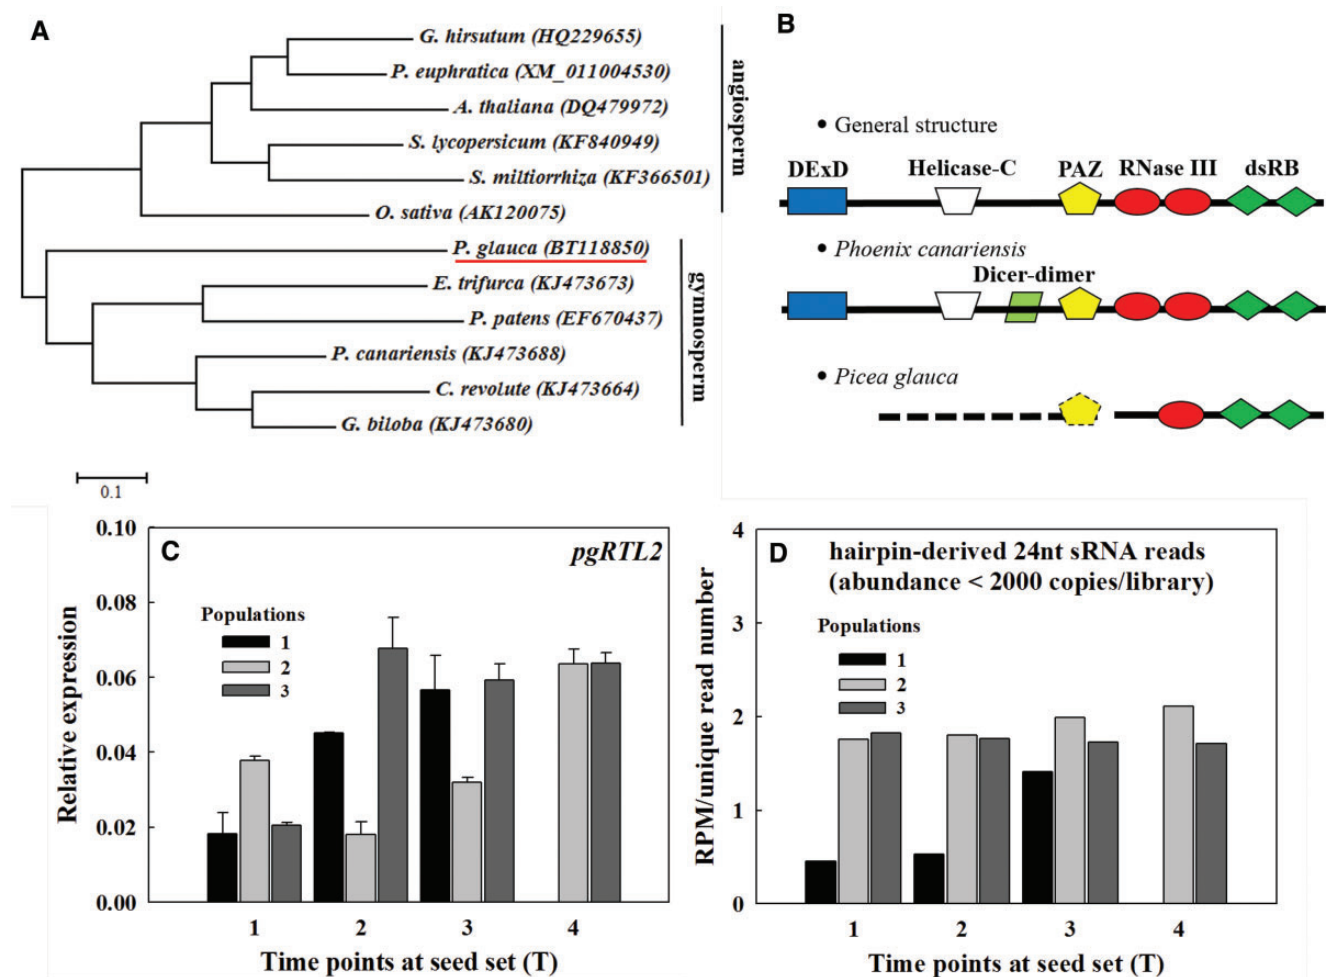 A
G. hirsutum (HQ229655)
P. euphratica (XM_011004530)
A. thaliana (DQ479972)
S. lycopersicum (KF840949)
S. miltiorrhiza (KF366501)
O. sativa (AK120075)
P. glauca (BT118850)
E. trifurca (KJ473673)
P. patens (EF670437)
P. canariensis (KJ473688)
C. revolute (KJ473664)
G. biloba (KJ473680)
angiosperm
gymnosperm
0.1
B
• General structure
DExD Helicase-C PAZ RNase III dsRB
• Phoenix canariensis
Dicer-dimer
• Picea glauca
C
pgRTL2
Populations
1
2
3
Relative expression
0.10
0.08
0.06
0.04
0.02
0.00
1 2 3 4
Time points at seed set (T)
D
hairpin-derived 24nt sRNA reads
(abundance < 2000 copies/library)
Populations
1
2
3
RPM/unique read number
4
3
2
1
0
1 2 3 4
Time points at seed set (T)